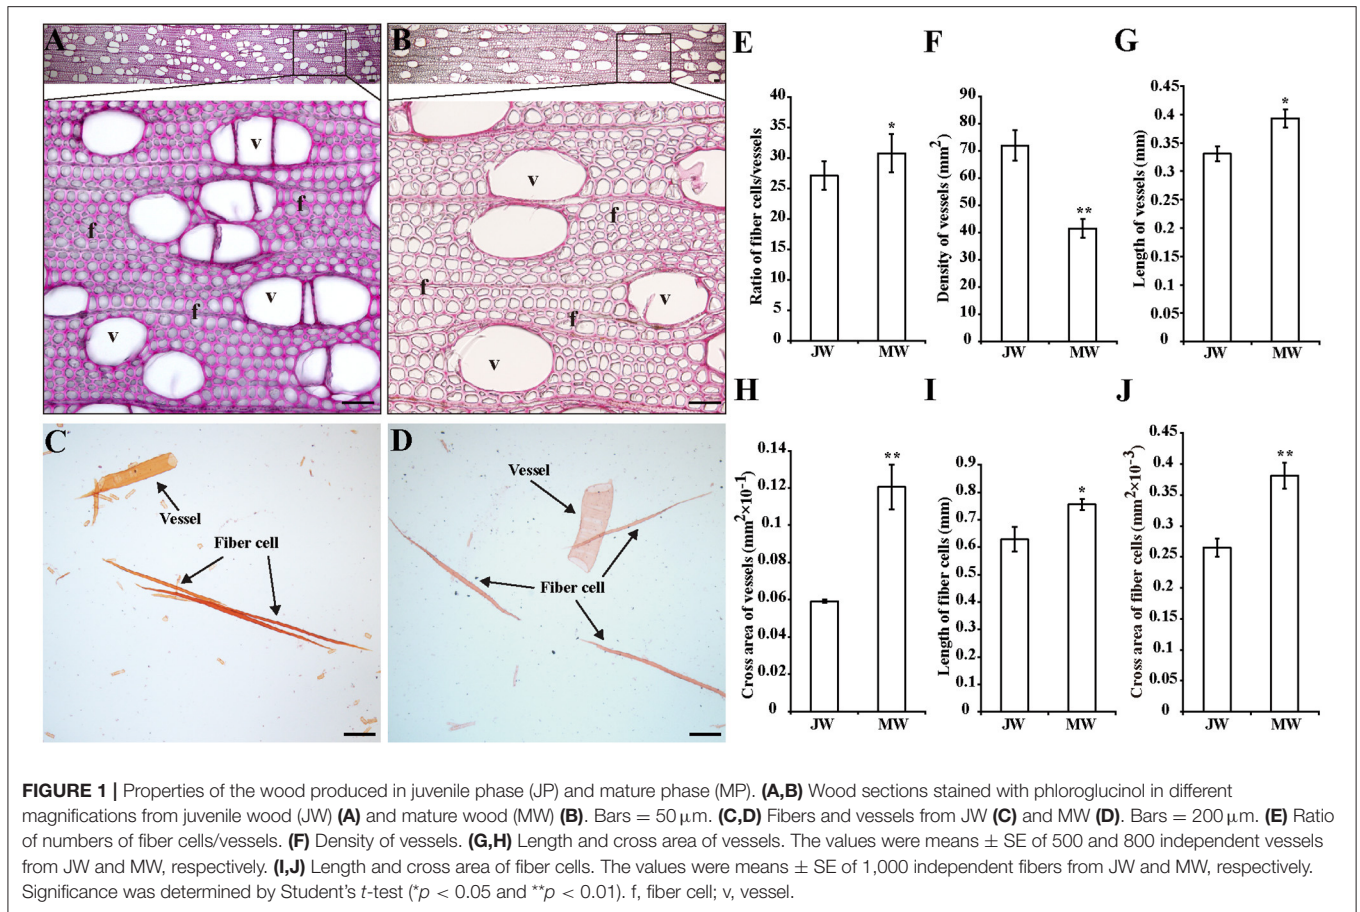 A
B
v
v
v
f
f
f
v
v
v
v
f
f
f
C
Vessel
Fiber cell
D
Vessel
Fiber cell
E
Ratio of fiber cells/vessels
40
35
30
25
20
15
10
5
0
*
JW MW
F
Density of vessels (mm²)
90
80
70
60
50
40
30
20
10
0
**
JW MW
G
Length of vessels (mm)
0.45
0.4
0.35
0.3
0.25
0.2
0.15
0.1
0.05
0
*
JW MW
H
Cross area of vessels (mm²×10⁻¹)
0.14
0.12
0.1
0.08
0.06
0.04
0.02
0
**
JW MW
I
Length of fiber cells (mm)
0.9
0.8
0.7
0.6
0.5
0.4
0.3
0.2
0.1
0
*
JW MW
J
Cross area of fiber cells (mm²×10⁻³)
0.45
0.4
0.35
0.3
0.25
0.2
0.15
0.1
0.05
0
**
JW MW
FIGURE 1 | Properties of the wood produced in juvenile phase (JP) and mature phase (MP). (A,B) Wood sections stained with phloroglucinol in different
magnifications from juvenile wood (JW) (A) and mature wood (MW) (B). Bars = 50 μm. (C,D) Fibers and vessels from JW (C) and MW (D). Bars = 200 μm. (E) Ratio
of numbers of fiber cells/vessels. (F) Density of vessels. (G,H) Length and cross area of vessels. The values were means ± SE of 500 and 800 independent vessels
from JW and MW, respectively. (I,J) Length and cross area of fiber cells. The values were means ± SE of 1,000 independent fibers from JW and MW, respectively.
Significance was determined by Student's t-test (*p < 0.05 and **p < 0.01). f, fiber cell; v, vessel.